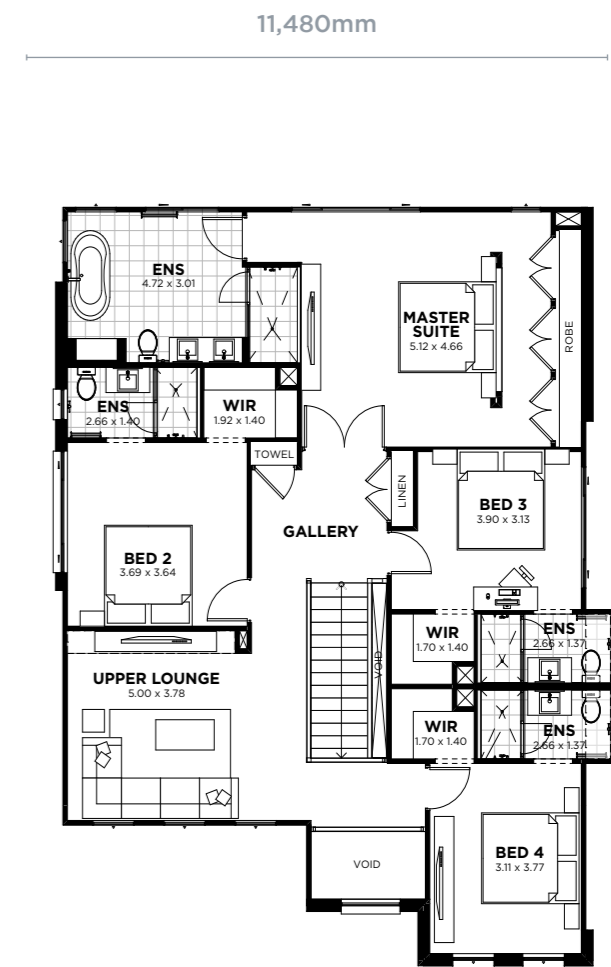 11,480mm
ENS
4.72 x 3.01
MASTER
SUITE
5.12 x 4.66
ROBE
ENS
2.66 x 1.40
WIR
1.92 x 1.40
TOWEL
LINEN
BED 3
3.90 x 3.13
GALLERY
BED 2
3.69 x 3.64
WIR
1.70 x 1.40
ENS
2.66 x 1.37
VOID
UPPER LOUNGE
5.00 x 3.78
WIR
1.70 x 1.40
ENS
2.66 x 1.37
VOID
BED 4
3.11 x 3.77